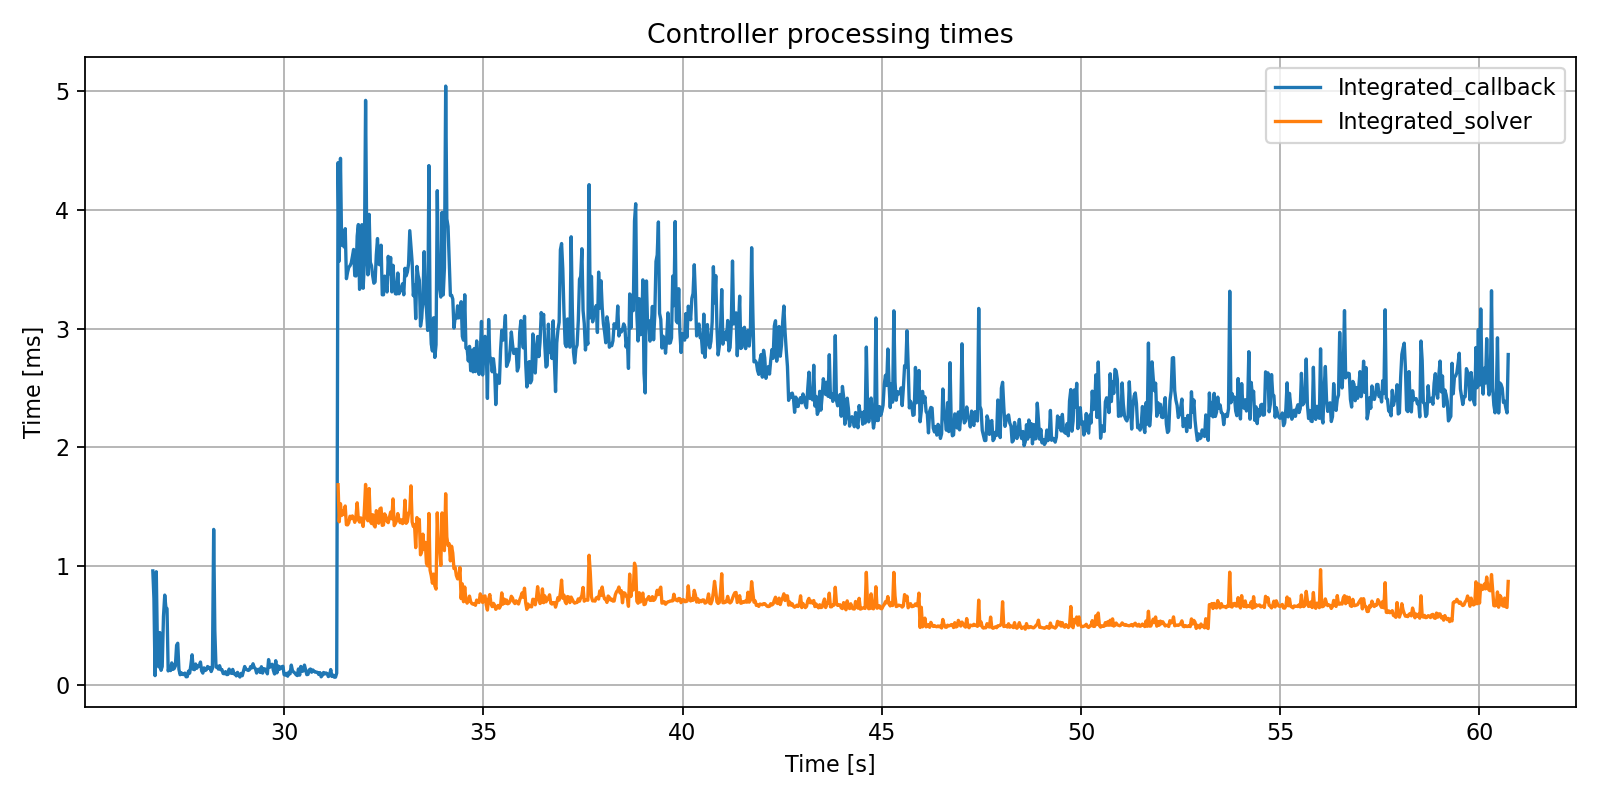 Controller processing times
Integrated_callback
Integrated_solver
Time [ms]
5
4
3
2
1
0
30 35 40 45 50 55 60
Time [s]